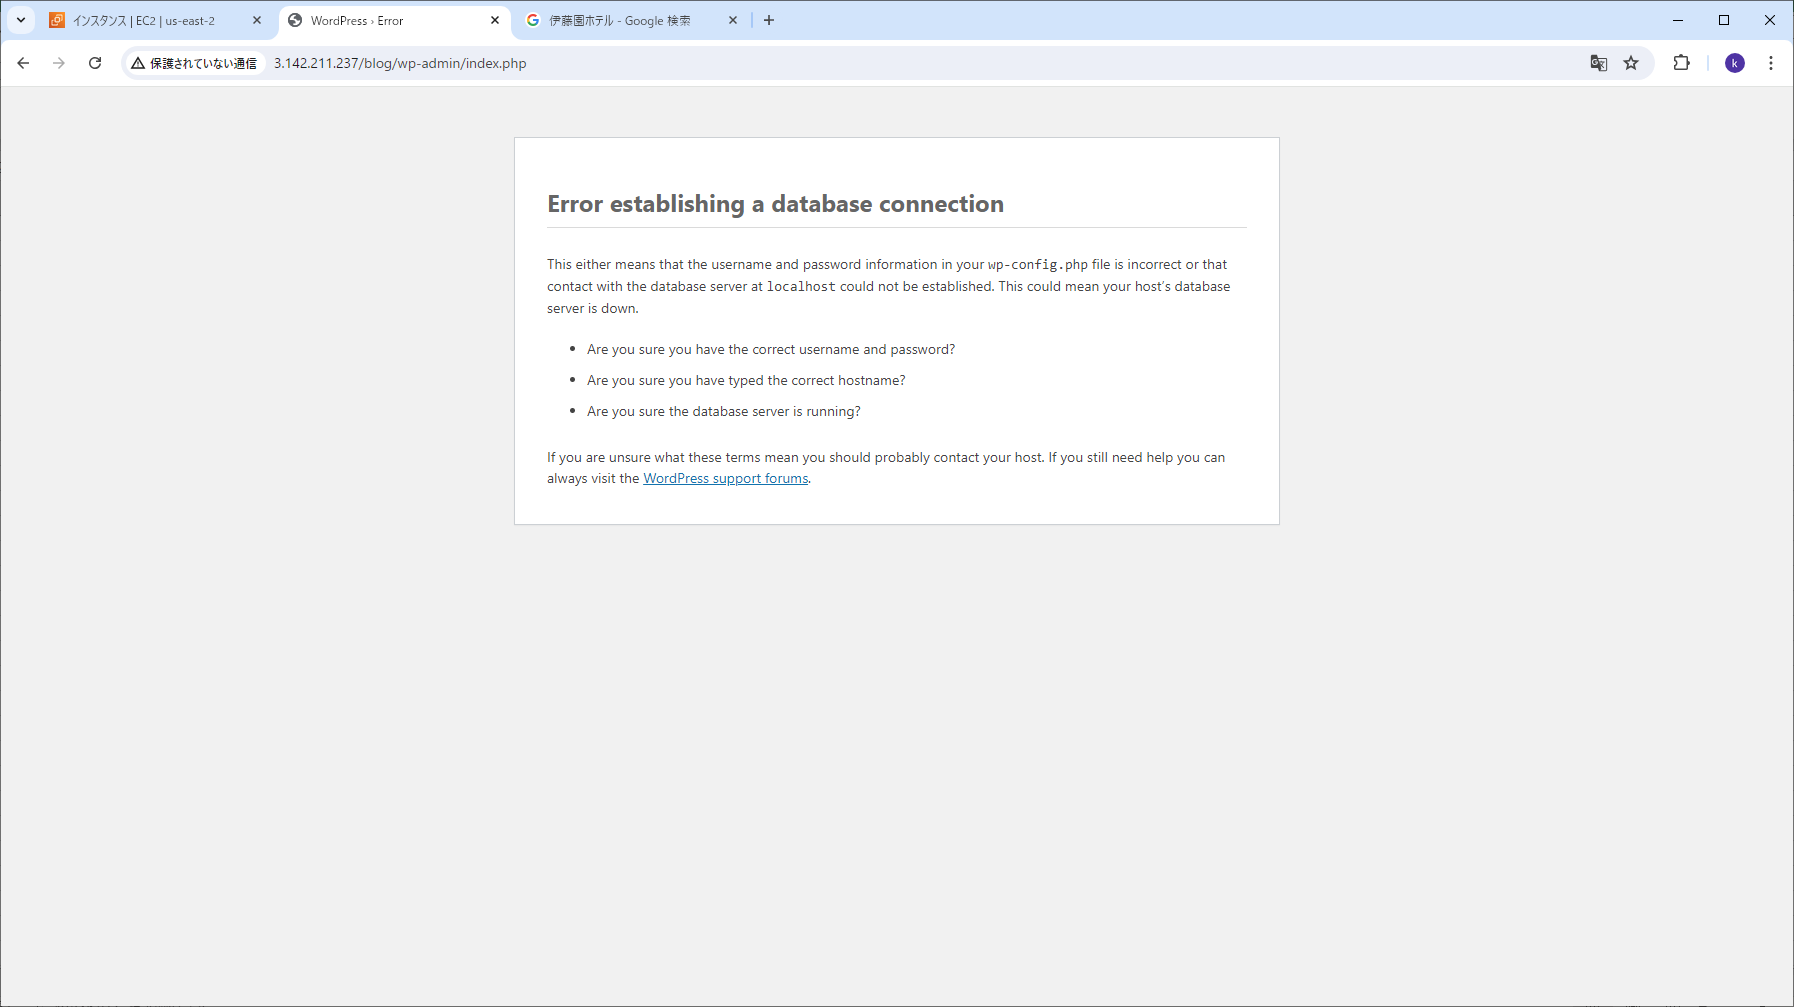 インスタンス | EC2 | us-east-2
WordPress › Error
伊藤園ホテル - Google 検索
保護されていない通信
3.142.211.237/blog/wp-admin/index.php
k
Error establishing a database connection
This either means that the username and password information in your wp-config.php file is incorrect or that
contact with the database server at localhost could not be established. This could mean your host’s database
server is down.
• Are you sure you have the correct username and password?
• Are you sure you have typed the correct hostname?
• Are you sure the database server is running?
If you are unsure what these terms mean you should probably contact your host. If you still need help you can
always visit the WordPress support forums.